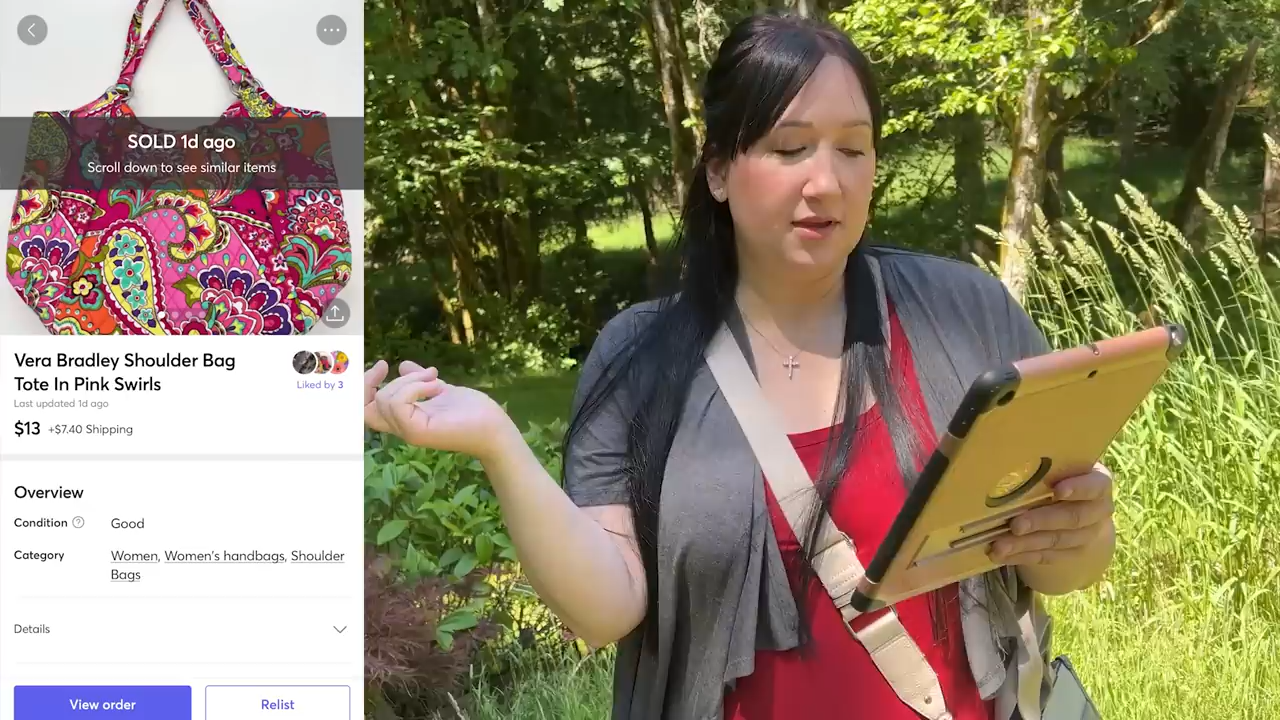 SOLD 1d ago
Scroll down to see similar items
Vera Bradley Shoulder Bag
Tote In Pink Swirls
Liked by 3
Last updated 1d ago
$13 +$7.40 Shipping
Overview
Condition ? Good
Category Women, Women's handbags, Shoulder
Bags
Details
View order Relist